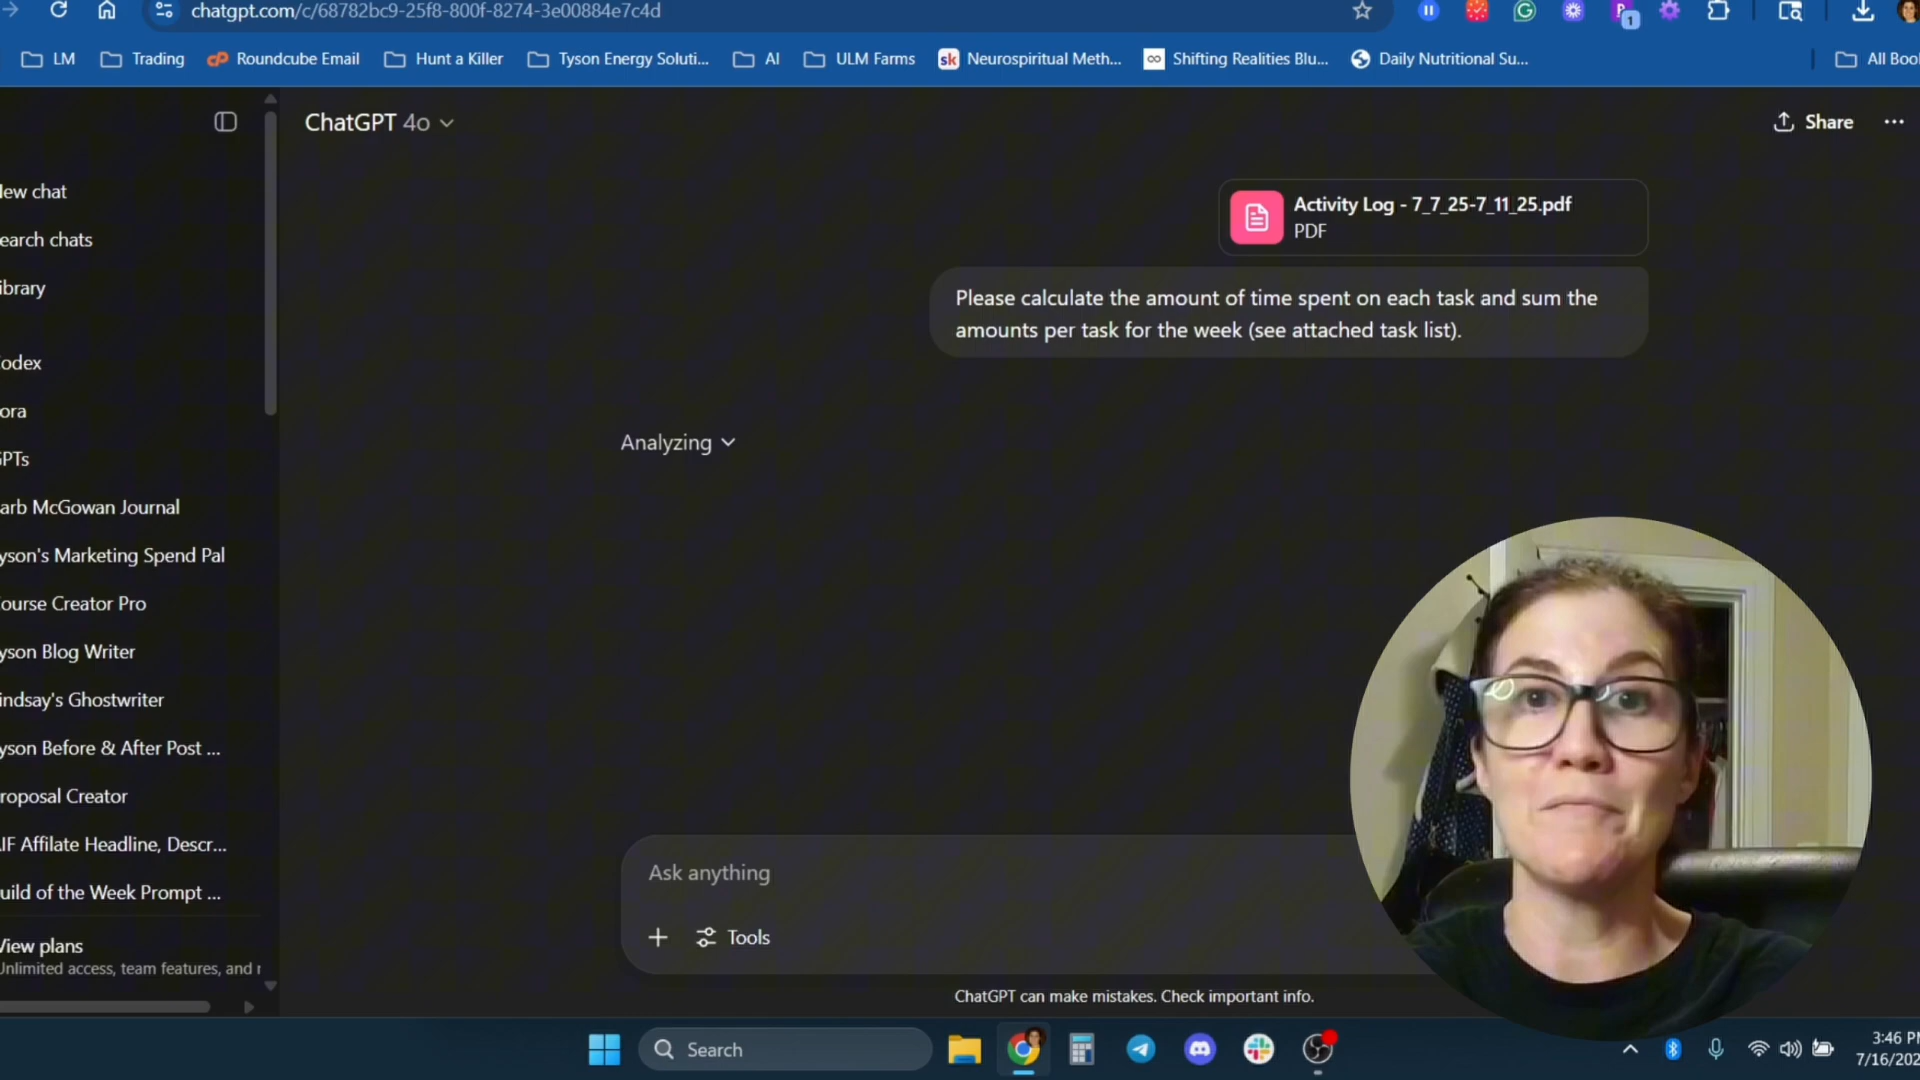 chatgpt.com/c/68782bc9-25f8-800f-8274-3e00884e7c4d
1
LM
Trading
Roundcube Email
Hunt a Killer
Tyson Energy Soluti...
AI
ULM Farms
sk Neurospiritual Meth...
Shifting Realities Blu...
Daily Nutritional Su...
All Boo
ChatGPT 4o
Share
Activity Log - 7_7_25-7_11_25.pdf
PDF
Please calculate the amount of time spent on each task and sum the
amounts per task for the week (see attached task list).
Analyzing
ew chat
earch chats
ibrary
odex
ora
PTs
arb McGowan Journal
yson's Marketing Spend Pal
ourse Creator Pro
yson Blog Writer
indsay's Ghostwriter
yson Before & After Post ...
roposal Creator
IF Affilate Headline, Descr...
uild of the Week Prompt ...
View plans
Unlimited access, team features, and r
Ask anything
Tools
ChatGPT can make mistakes. Check important info.
Search
3:46 P
7/16/202